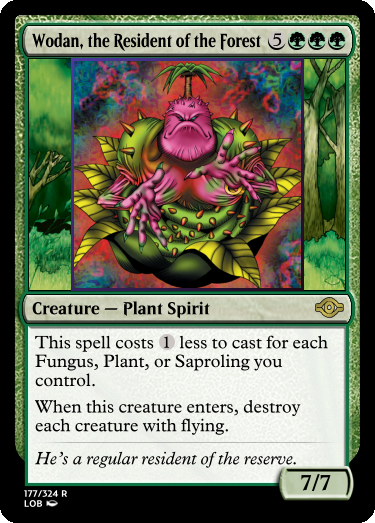 Wodan, the Resident of the Forest 5
Creature — Plant Spirit
This spell costs 1 less to cast for each
Fungus, Plant, or Saproling you
control.
When this creature enters, destroy
each creature with flying.
He's a regular resident of the reserve.
7/7
177/324 R
LOB